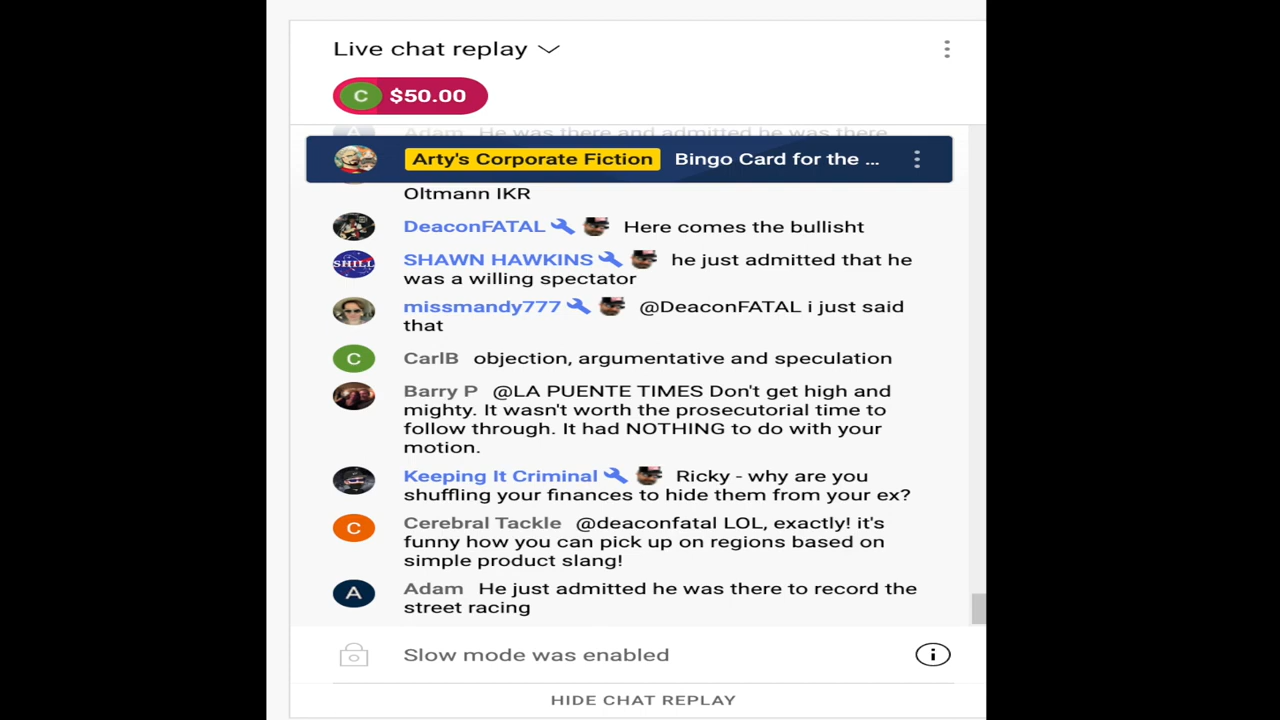 Live chat replay
C $50.00
Adam He was there and admitted he was there
Arty's Corporate Fiction Bingo Card for the ...
Oltmann IKR
DeaconFATAL Here comes the bullisht
SHILL
SHAWN HAWKINS he just admitted that he
was a willing spectator
missmandy777 @DeaconFATAL i just said
that
C CarlB objection, argumentative and speculation
Barry P @LA PUENTE TIMES Don't get high and
mighty. It wasn't worth the prosecutorial time to
follow through. It had NOTHING to do with your
motion.
Keeping It Criminal Ricky - why are you
shuffling your finances to hide them from your ex?
C Cerebral Tackle @deaconfatal LOL, exactly! it's
funny how you can pick up on regions based on
simple product slang!
A Adam He just admitted he was there to record the
street racing
Slow mode was enabled
HIDE CHAT REPLAY